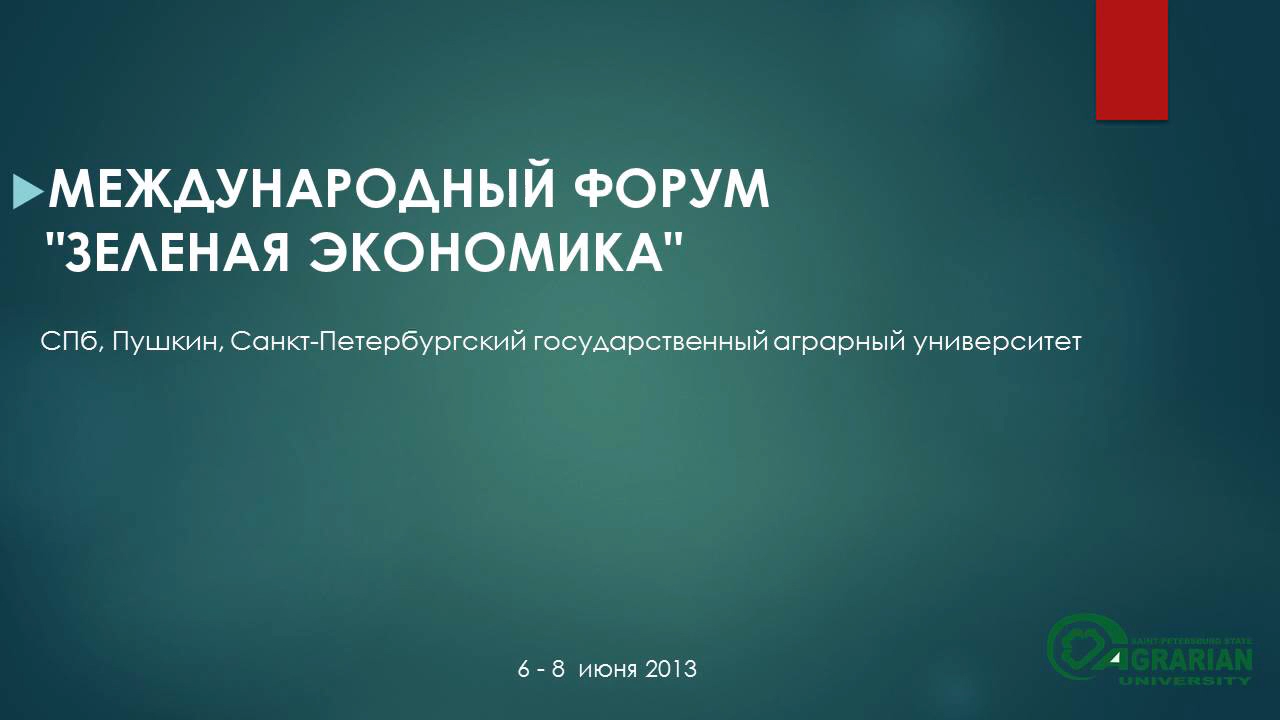 МЕЖДУНАРОДНЫЙ ФОРУМ
"ЗЕЛЕНАЯ ЭКОНОМИКА"
СПб, Пушкин, Санкт-Петербургский государственный аграрный университет
6 - 8 июня 2013
SAINT-PETERSBURG STATE
AGRARIAN
UNIVERSITY